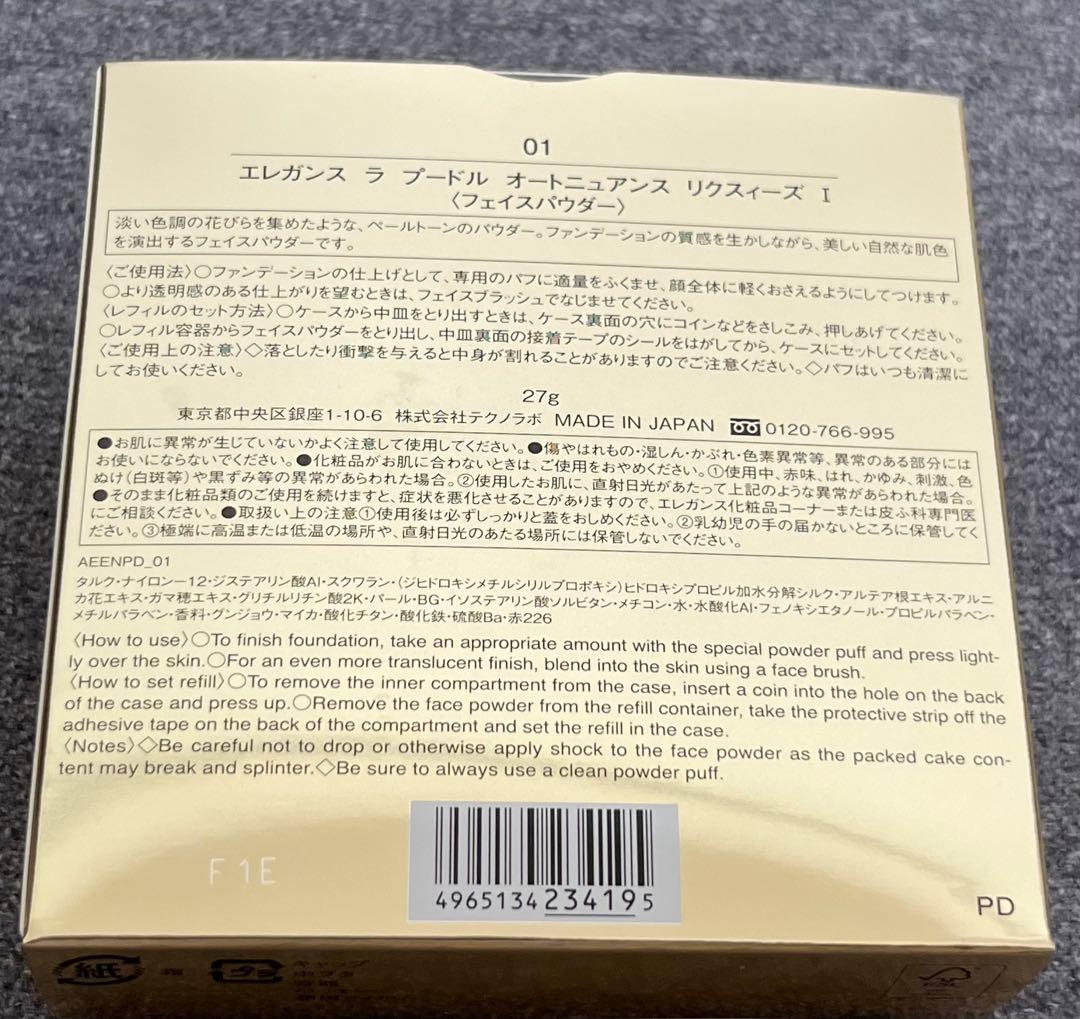 01
エレガンス ラ プードル オートニュアンス リクスィーズ I
〈フェイスパウダー〉
淡い色調の花びらを集めたような、ペールトーンのパウダー。ファンデーションの質感を生かしながら、美しい自然な肌色
を演出するフェイスパウダーです。
〈ご使用法〉○ファンデーションの仕上げとして、専用のパフに適量をふくませ、顔全体に軽くおさえるようにしてつけます。
○より透明感のある仕上がりを望むときは、フェイスブラッシュでなじませてください。
〈レフィルのセット方法〉○ケースから中皿をとり出すときは、ケース裏面の穴にコインなどをさしこみ、押しあげてください。
○レフィル容器からフェイスパウダーをとり出し、中皿裏面の接着テープのシールをはがしてから、ケースにセットしてください。
〈ご使用上の注意〉◇落としたり衝撃を与えると中身が割れることがありますのでご注意ください。◇パフはいつも清潔に
してお使いください。
27g
東京都中央区銀座1-10-6 株式会社テクノラボ MADE IN JAPAN 0120-766-995
●お肌に異常が生じていないかよく注意して使用してください。●傷やはれもの・湿しん・かぶれ・色素異常等、異常のある部分には
お使いにならないでください。●化粧品がお肌に合わないときは、ご使用をおやめください。①使用中、赤味、はれ、かゆみ、刺激、色
ぬけ(白斑等)や黒ずみ等の異常があらわれた場合。②使用したお肌に、直射日光があたって上記のような異常があらわれた場合。
●そのまま化粧品類のご使用を続けますと、症状を悪化させることがありますので、エレガンス化粧品コーナーまたは皮ふ科専門医
にご相談ください。●取扱い上の注意①使用後は必ずしっかりと蓋をおしめください。②乳幼児の手の届かないところに保管してく
ださい。③極端に高温または低温の場所や、直射日光のあたる場所には保管しないでください。
AEENPD_01
タルク・ナイロン-12・ジステアリン酸Al・スクワラン・(ジヒドロキシメチルシリルプロポキシ)ヒドロキシプロピル加水分解シルク・アルテア根エキス・アルニ
カ花エキス・ガマ穂エキス・グリチルリチン酸2K・パール・BG・イソステアリン酸ソルビタン・メチコン・水・水酸化Al・フェノキシエタノール・プロピルパラベン・
メチルパラベン・香料・グンジョウ・マイカ・酸化チタン・酸化鉄・硫酸Ba・赤226
〈How to use〉○To finish foundation, take an appropriate amount with the special powder puff and press light-
ly over the skin.○For an even more translucent finish, blend into the skin using a face brush.
〈How to set refill〉○To remove the inner compartment from the case, insert a coin into the hole on the back
of the case and press up.○Remove the face powder from the refill container, take the protective strip off the
adhesive tape on the back of the compartment and set the refill in the case.
〈Notes〉◇Be careful not to drop or otherwise apply shock to the face powder as the packed cake con-
tent may break and splinter.◇Be sure to always use a clean powder puff.
F1E
4965134234195
PD
紙 箱
プラ キャップ
FSC